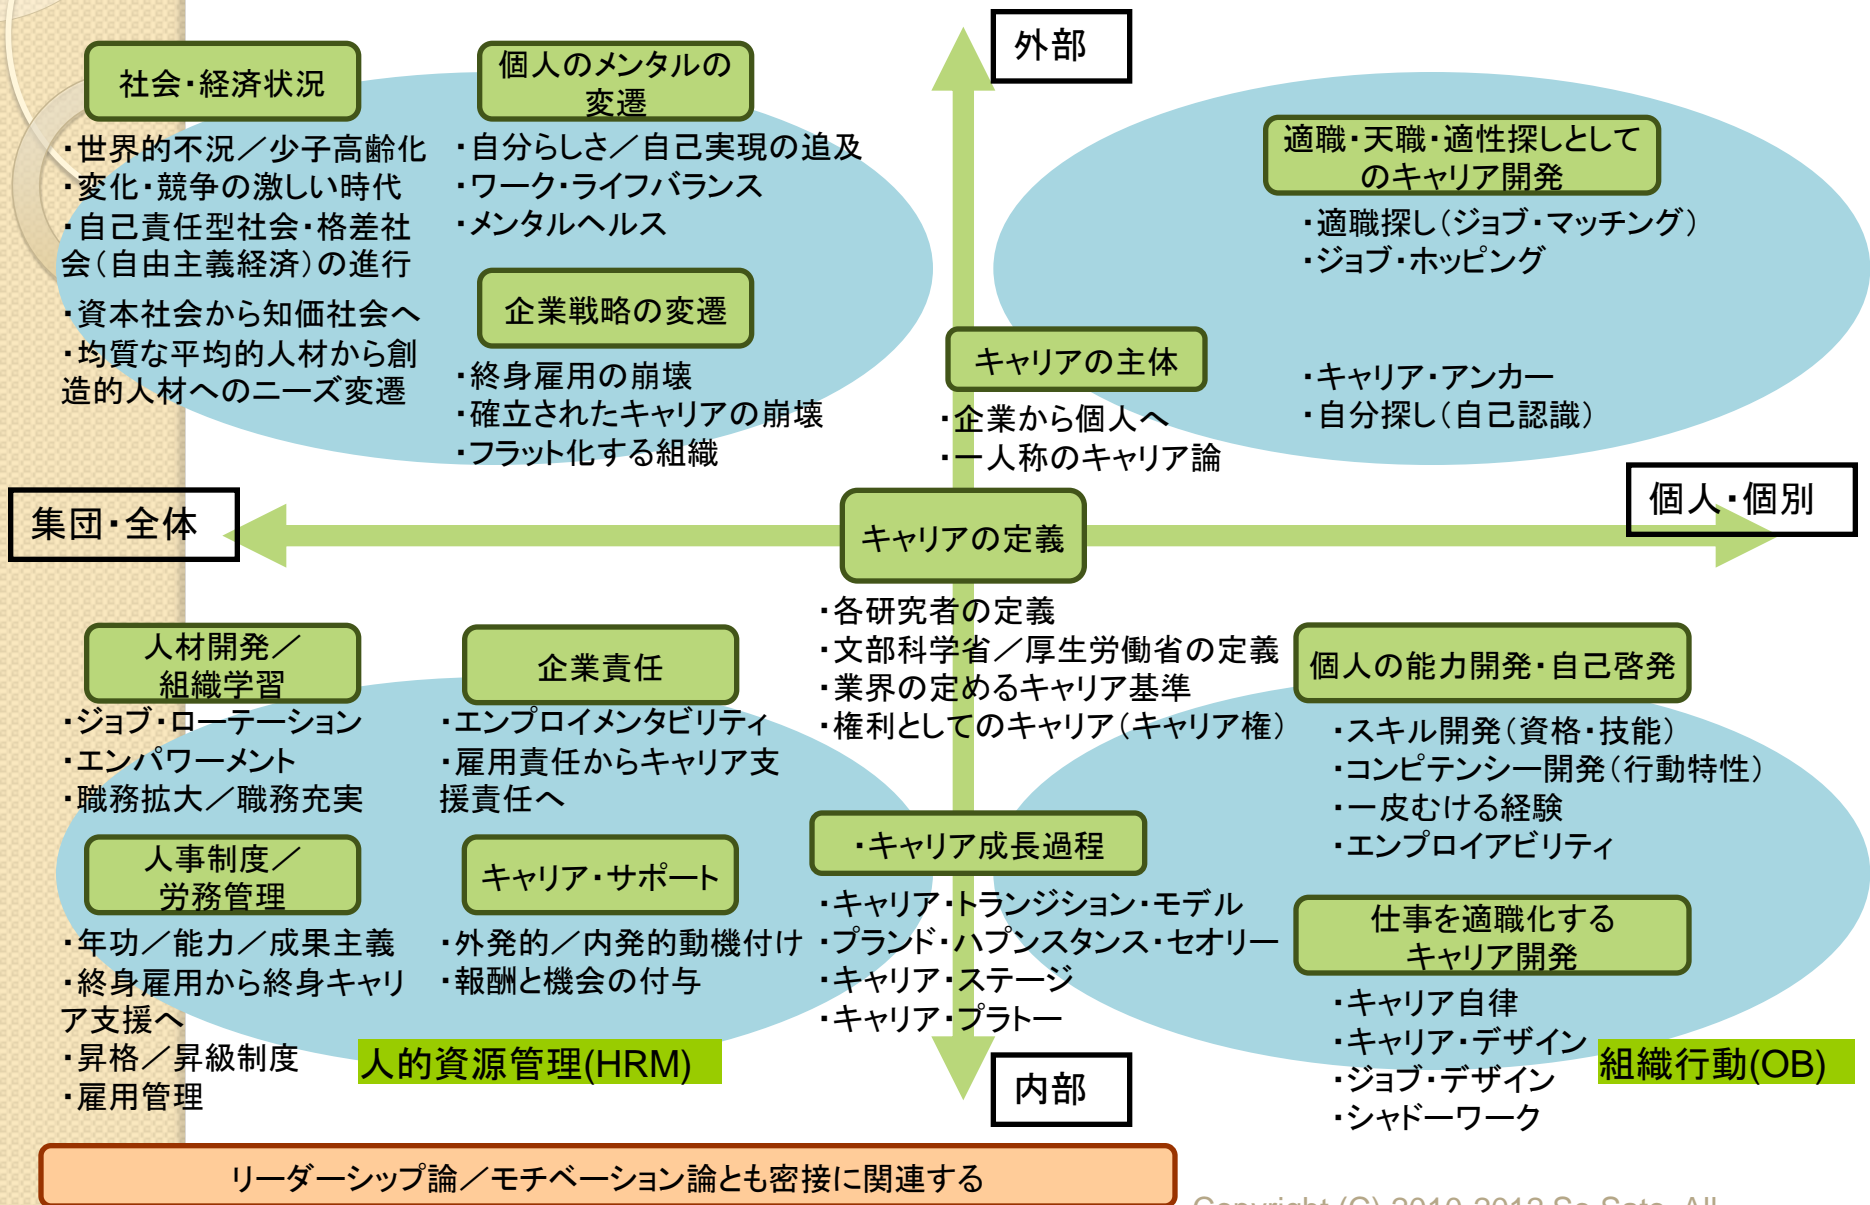 外部
社会・経済状況
・世界的不況／少子高齢化
・変化・競争の激しい時代
・自己責任型社会・格差社
会（自由主義経済）の進行
・資本社会から知価社会へ
・均質な平均的人材から創
造的人材へのニーズ変遷
個人のメンタルの
変遷
・自分らしさ／自己実現の追及
・ワーク・ライフバランス
・メンタルヘルス
企業戦略の変遷
・終身雇用の崩壊
・確立されたキャリアの崩壊
・フラット化する組織
適職・天職・適性探しとして
のキャリア開発
・適職探し（ジョブ・マッチング）
・ジョブ・ホッピング
・キャリア・アンカー
・自分探し（自己認識）
キャリアの主体
・企業から個人へ
・一人称のキャリア論
集団・全体
個人・個別
キャリアの定義
・各研究者の定義
・文部科学省／厚生労働省の定義
・業界の定めるキャリア基準
・権利としてのキャリア（キャリア権）
人材開発／
組織学習
・ジョブ・ローテーション
・エンパワーメント
・職務拡大／職務充実
企業責任
・エンプロイメンタビリティ
・雇用責任からキャリア支
援責任へ
人事制度／
労務管理
・年功／能力／成果主義
・終身雇用から終身キャリ
ア支援へ
・昇格／昇級制度
・雇用管理
キャリア・サポート
・外発的／内発的動機付け
・報酬と機会の付与
人的資源管理(HRM)
・キャリア成長過程
・キャリア・トランジション・モデル
・プランド・ハプンスタンス・セオリー
・キャリア・ステージ
・キャリア・プラトー
内部
個人の能力開発・自己啓発
・スキル開発（資格・技能）
・コンピテンシー開発（行動特性）
・一皮むける経験
・エンプロイアビリティ
仕事を適職化する
キャリア開発
・キャリア自律
・キャリア・デザイン
・ジョブ・デザイン
・シャドーワーク
組織行動(OB)
リーダーシップ論／モチベーション論とも密接に関連する
Copyright (C) 2010-2012 So Sato, All